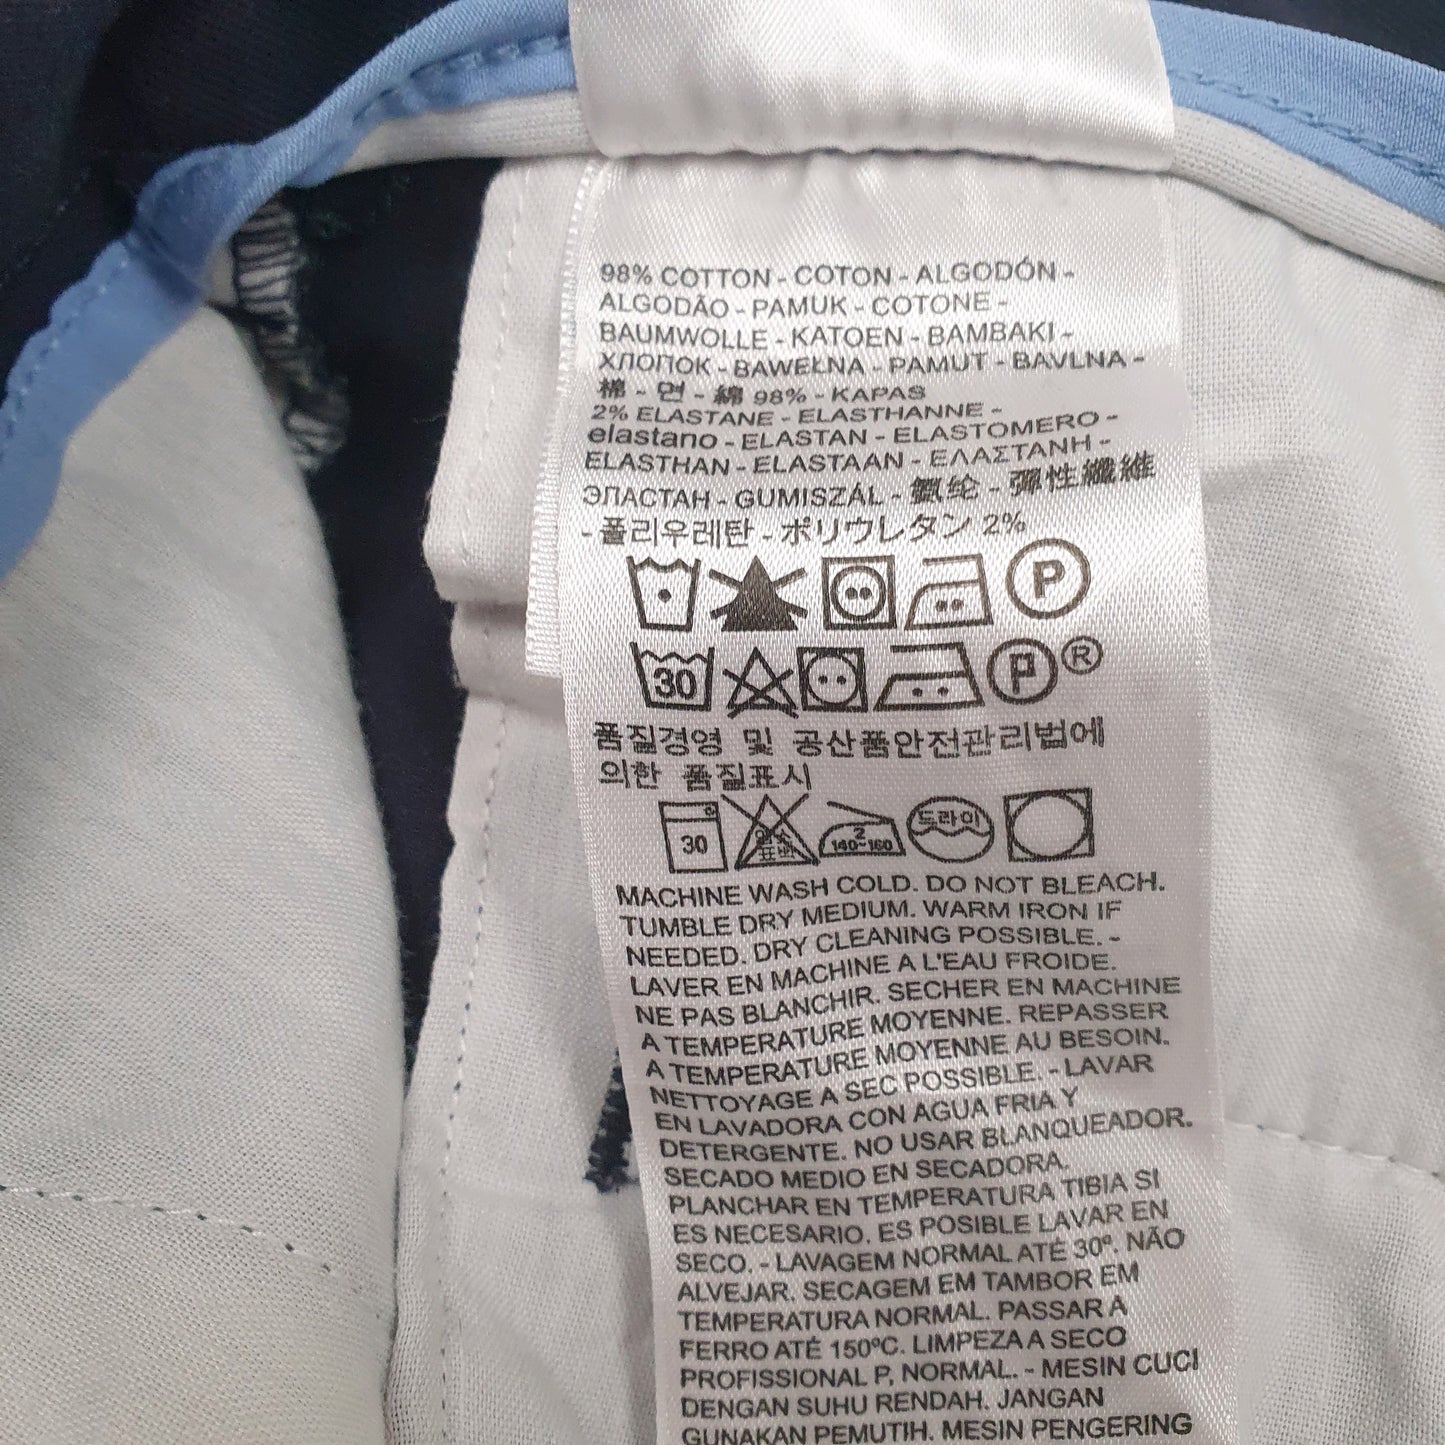 98% COTTON - COTON - ALGODÓN -
ALGODÃO - PAMUK - COTONE -
BAUMWOLLE - KATOEN - BAMBAKI -
ХЛОПОК - BAWEŁNA - PAMUT - BAVLNA -
棉 - 면 - 綿 98% - KAPAS
2% ELASTANE - ELASTHANNE -
elastano - ELASTAN - ELASTOMERO -
ELASTHAN - ELASTAAN - ΕΛΑΣΤΑΝΗ -
ЭЛАСТАН - GUMISZÁL - 氨纶 - 彈性纖維
- 폴리우레탄 - ポリウレタン 2%
P
30 P ®
품질경영 및 공산품안전관리법에
의한 품질표시
30 염소표백 2 140~160 드라이
MACHINE WASH COLD. DO NOT BLEACH.
TUMBLE DRY MEDIUM. WARM IRON IF
NEEDED. DRY CLEANING POSSIBLE. -
LAVER EN MACHINE A L'EAU FROIDE.
NE PAS BLANCHIR. SECHER EN MACHINE
A TEMPERATURE MOYENNE. REPASSER
A TEMPERATURE MOYENNE AU BESOIN.
NETTOYAGE A SEC POSSIBLE. - LAVAR
EN LAVADORA CON AGUA FRIA Y
DETERGENTE. NO USAR BLANQUEADOR.
SECADO MEDIO EN SECADORA.
PLANCHAR EN TEMPERATURA TIBIA SI
ES NECESARIO. ES POSIBLE LAVAR EN
SECO. - LAVAGEM NORMAL ATÉ 30º. NÃO
ALVEJAR. SECAGEM EM TAMBOR EM
TEMPERATURA NORMAL. PASSAR A
FERRO ATÉ 150ºC. LIMPEZA A SECO
PROFISSIONAL P, NORMAL. - MESIN CUCI
DENGAN SUHU RENDAH. JANGAN
GUNAKAN PEMUTIH. MESIN PENGERING